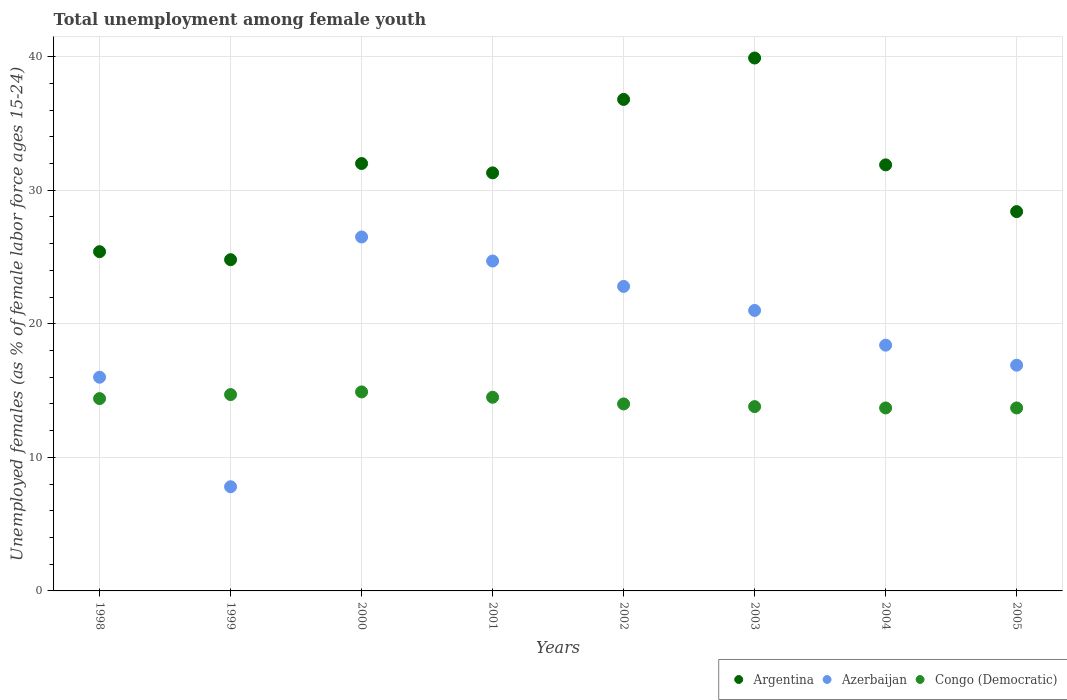 Total unemployment among female youth
Unemployed females (as % of female labor force ages 15-24)
40
30
20
10
0
1998
1999
2000
2001
2002
2003
2004
2005
Years
Argentina
Azerbaijan
Congo (Democratic)